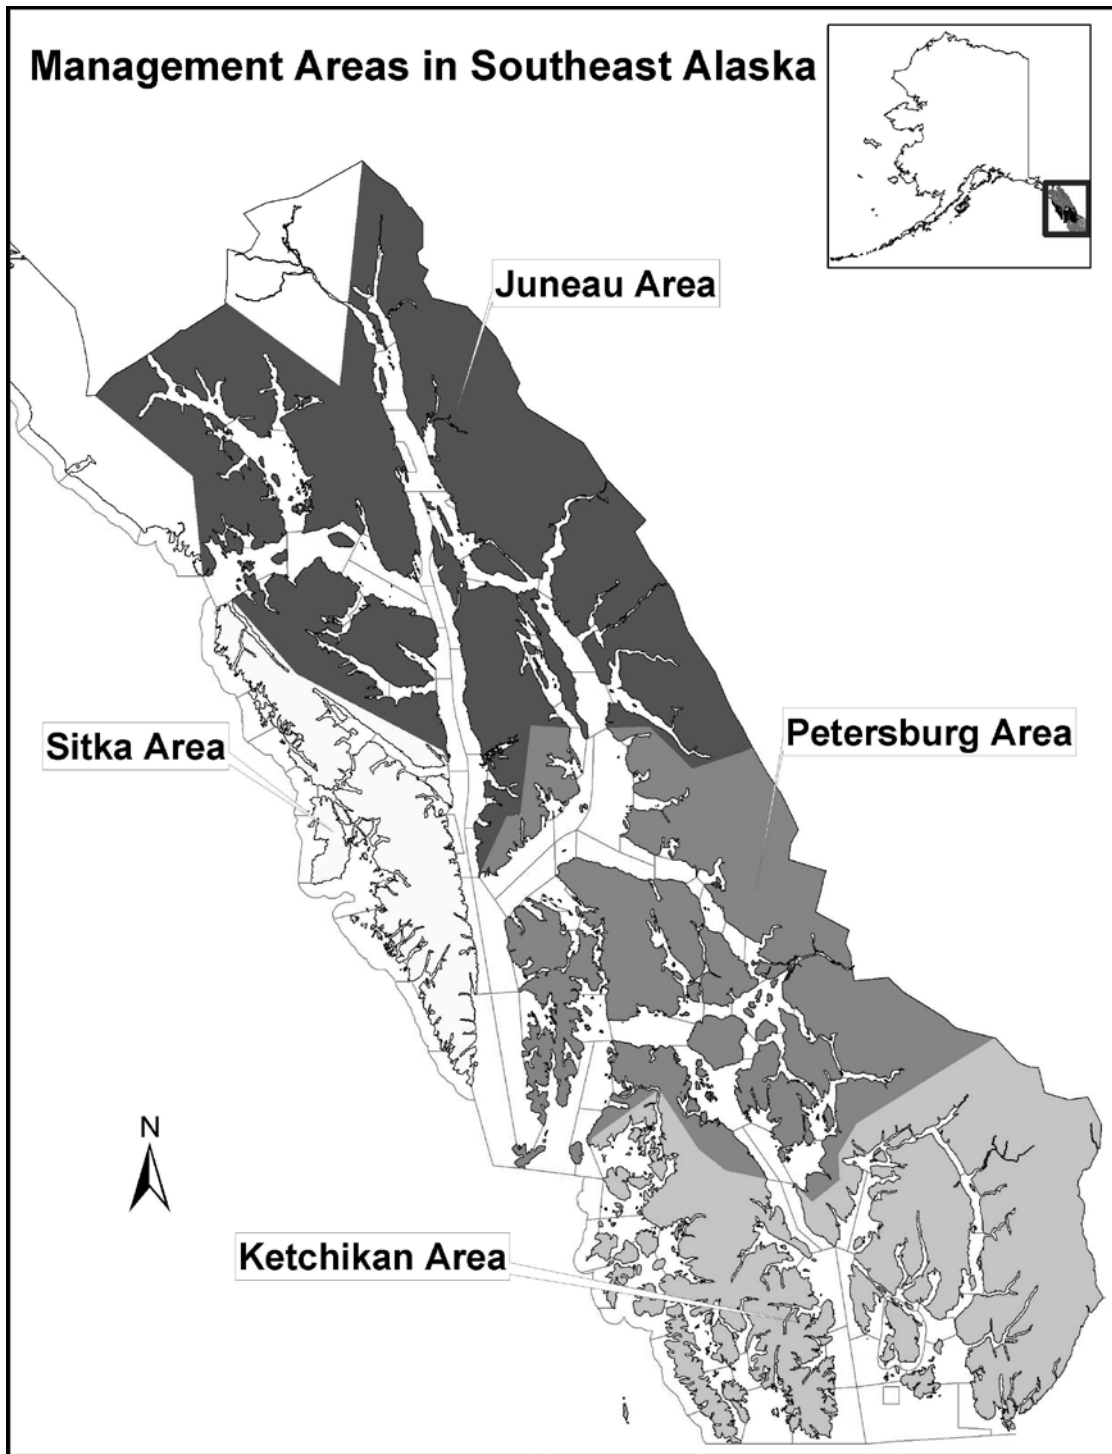 Management Areas in Southeast Alaska
Juneau Area
Sitka Area
Petersburg Area
N
Ketchikan Area